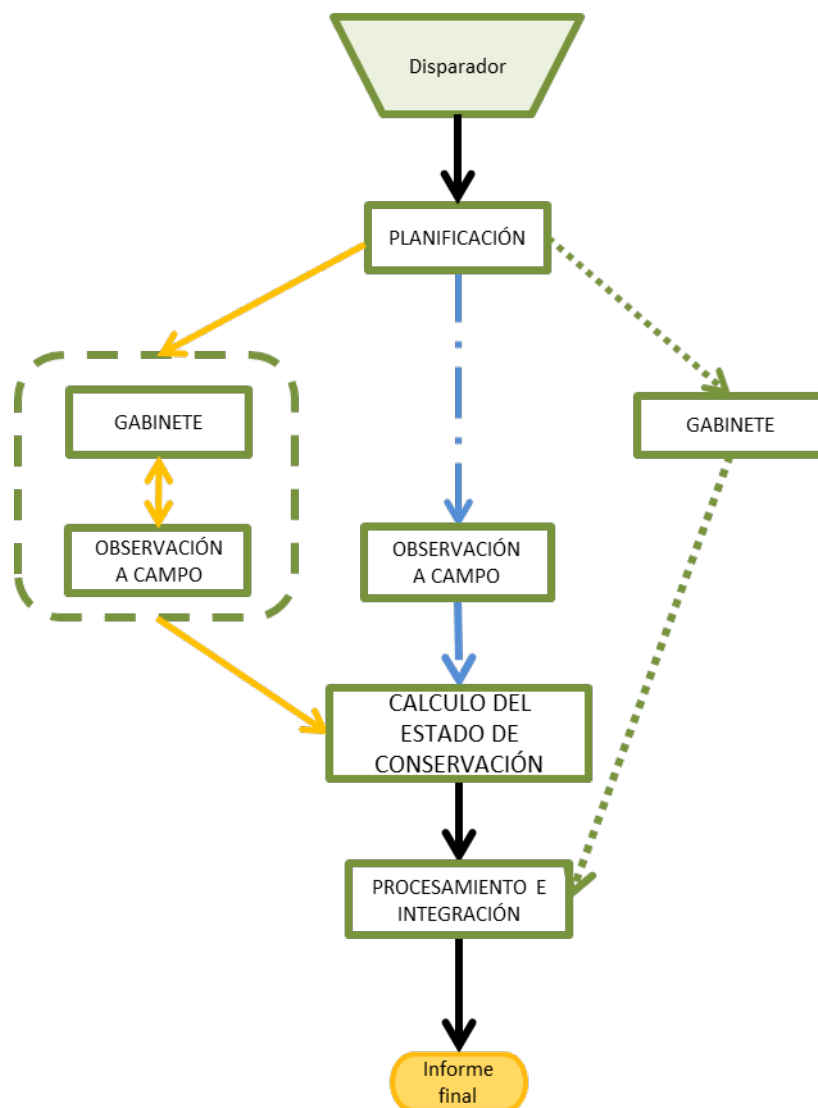 Disparador
PLANIFICACIÓN
GABINETE
GABINETE
OBSERVACIÓN
A CAMPO
OBSERVACIÓN
A CAMPO
CALCULO DEL
ESTADO DE
CONSERVACIÓN
PROCESAMIENTO E
INTEGRACIÓN
Informe
final